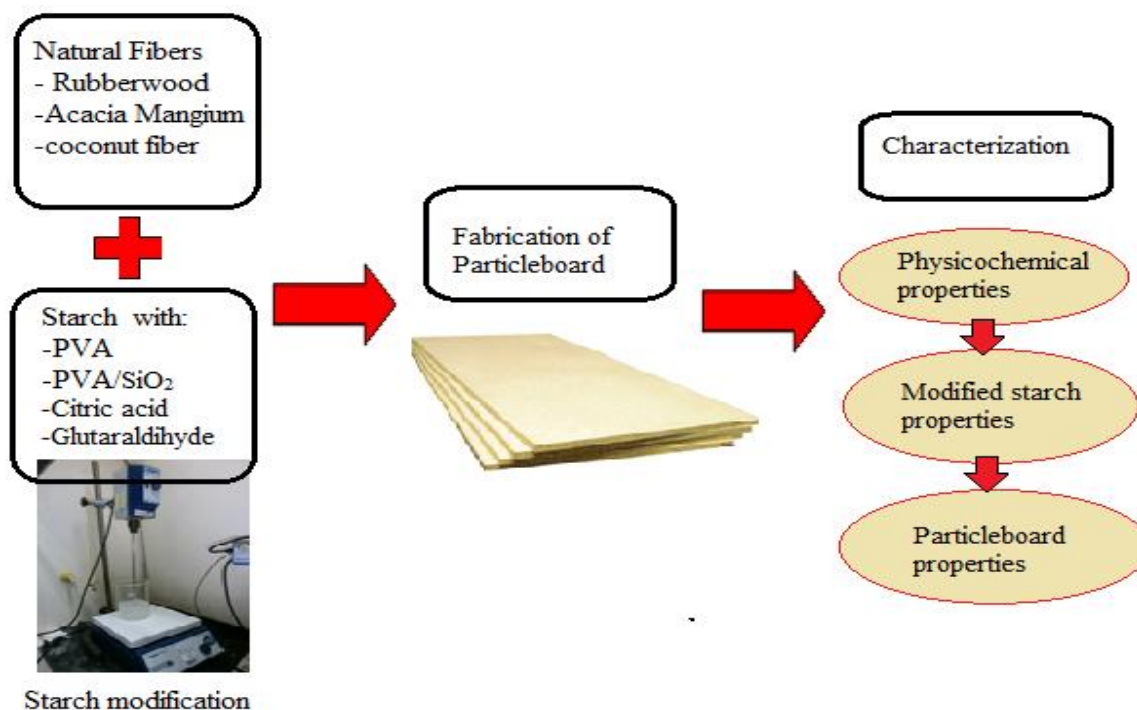 Natural Fibers
- Rubberwood
-Acacia Mangium
-coconut fiber
Starch with:
-PVA
-PVA/SiO₂
-Citric acid
-Glutaraldihyde
Starch modification
Fabrication of
Particleboard
Characterization
Physicochemical
properties
Modified starch
properties
Particleboard
properties